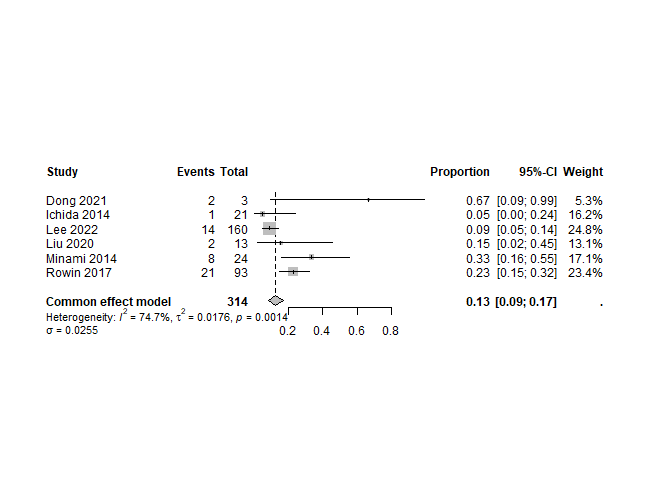 Study Events Total Proportion 95%-CI Weight
Dong 2021 2 3 0.67 [0.09; 0.99] 5.3%
Ichida 2014 1 21 0.05 [0.00; 0.24] 16.2%
Lee 2022 14 160 0.09 [0.05; 0.14] 24.8%
Liu 2020 2 13 0.15 [0.02; 0.45] 13.1%
Minami 2014 8 24 0.33 [0.16; 0.55] 17.1%
Rowin 2017 21 93 0.23 [0.15; 0.32] 23.4%
Common effect model 314 0.13 [0.09; 0.17] .
Heterogeneity: I² = 74.7%, τ² = 0.0176, p = 0.0014
σ = 0.0255 0.2 0.4 0.6 0.8